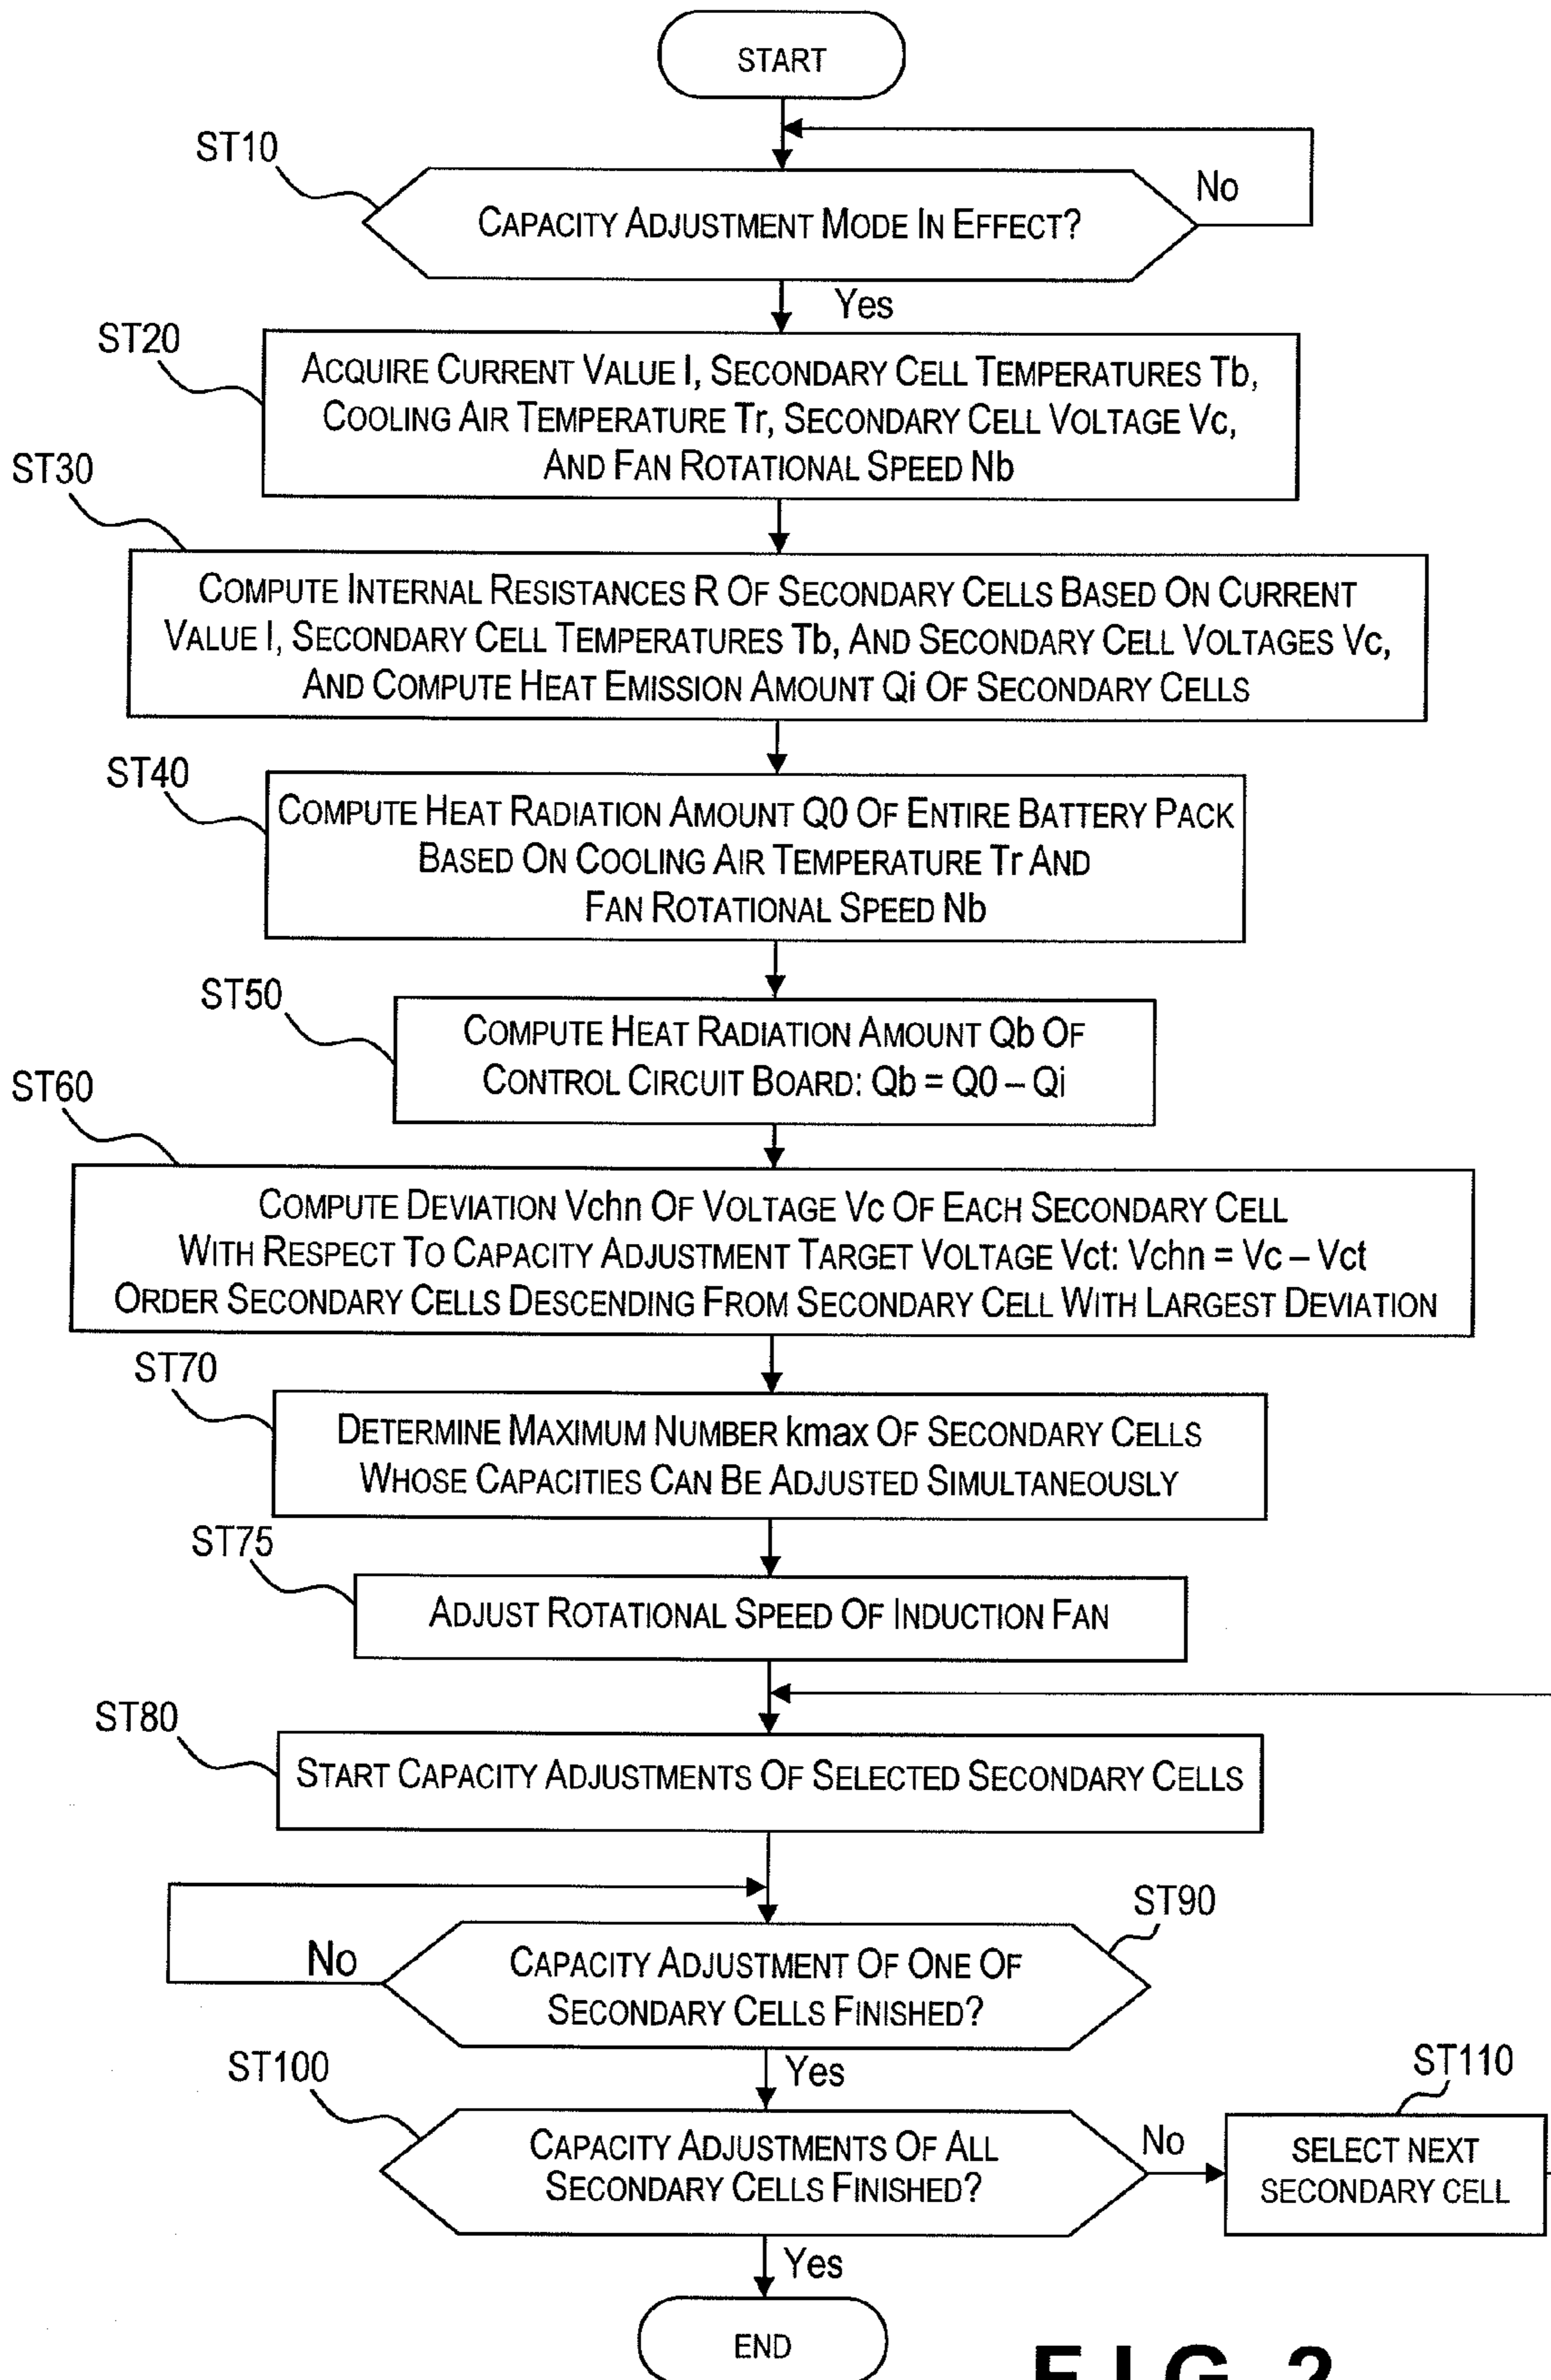 START
ST10
No
CAPACITY ADJUSTMENT MODE IN EFFECT?
Yes
ST20
ACQUIRE CURRENT VALUE I, SECONDARY CELL TEMPERATURES Tb,
COOLING AIR TEMPERATURE Tr, SECONDARY CELL VOLTAGE Vc,
AND FAN ROTATIONAL SPEED Nb
ST30
COMPUTE INTERNAL RESISTANCES R OF SECONDARY CELLS BASED ON CURRENT
VALUE I, SECONDARY CELL TEMPERATURES Tb, AND SECONDARY CELL VOLTAGES Vc,
AND COMPUTE HEAT EMISSION AMOUNT Qi OF SECONDARY CELLS
ST40
COMPUTE HEAT RADIATION AMOUNT Q0 OF ENTIRE BATTERY PACK
BASED ON COOLING AIR TEMPERATURE Tr AND
FAN ROTATIONAL SPEED Nb
ST50
COMPUTE HEAT RADIATION AMOUNT Qb OF
CONTROL CIRCUIT BOARD: Qb = Q0 – Qi
ST60
COMPUTE DEVIATION Vchn OF VOLTAGE Vc OF EACH SECONDARY CELL
WITH RESPECT TO CAPACITY ADJUSTMENT TARGET VOLTAGE Vct: Vchn = Vc – Vct
ORDER SECONDARY CELLS DESCENDING FROM SECONDARY CELL WITH LARGEST DEVIATION
ST70
DETERMINE MAXIMUM NUMBER kmax OF SECONDARY CELLS
WHOSE CAPACITIES CAN BE ADJUSTED SIMULTANEOUSLY
ST75
ADJUST ROTATIONAL SPEED OF INDUCTION FAN
ST80
START CAPACITY ADJUSTMENTS OF SELECTED SECONDARY CELLS
ST90
No
CAPACITY ADJUSTMENT OF ONE OF
SECONDARY CELLS FINISHED?
Yes
ST100
ST110
CAPACITY ADJUSTMENTS OF ALL
SECONDARY CELLS FINISHED?
No
SELECT NEXT
SECONDARY CELL
Yes
END
FIG. 2